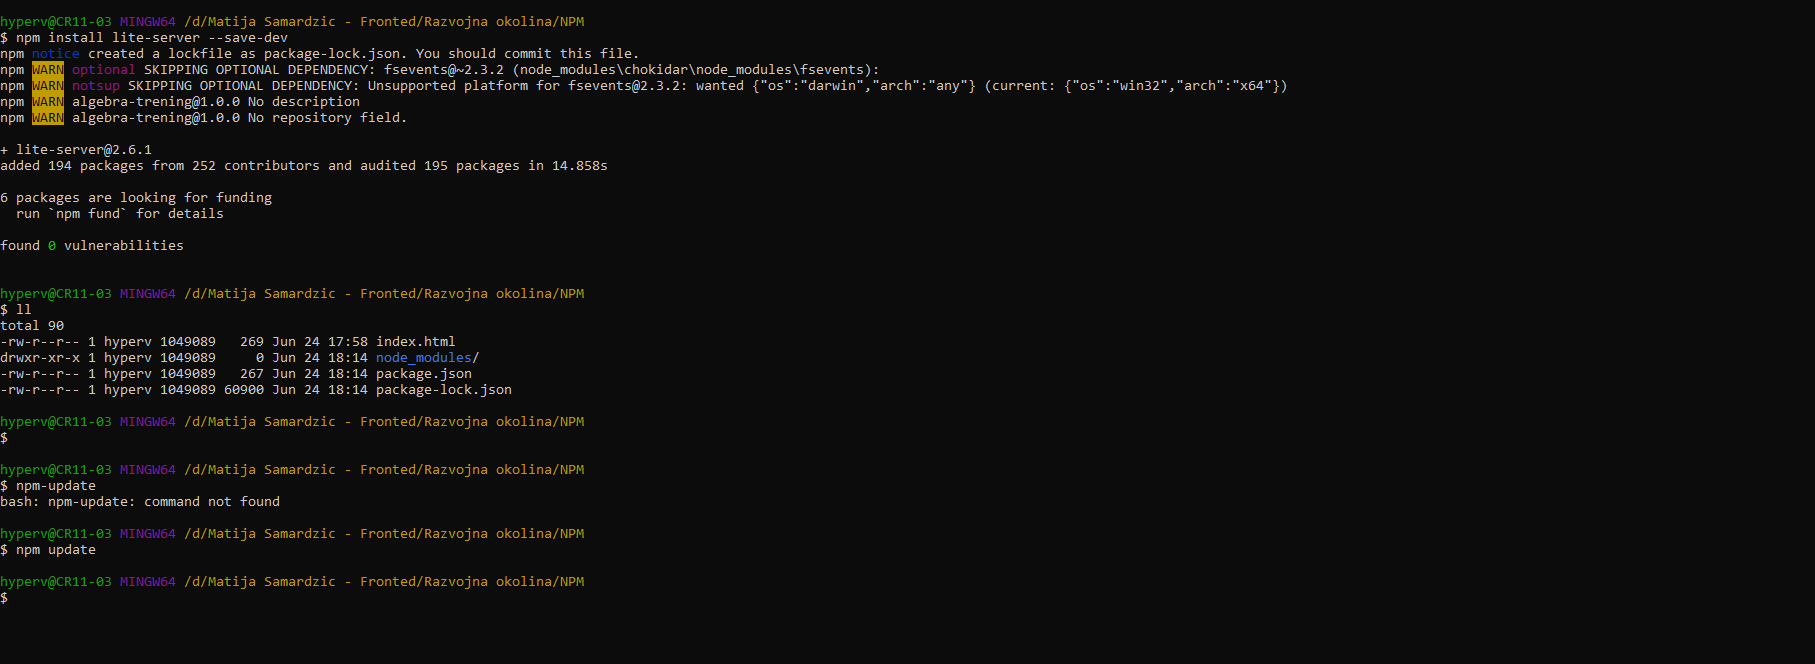 hyperv@CR11-03 MINGW64 /d/Matija Samardzic - Fronted/Razvojna okolina/NPM
$ npm install lite-server --save-dev
npm notice created a lockfile as package-lock.json. You should commit this file.
npm WARN optional SKIPPING OPTIONAL DEPENDENCY: fsevents@~2.3.2 (node_modules\chokidar\node_modules\fsevents):
npm WARN notsup SKIPPING OPTIONAL DEPENDENCY: Unsupported platform for fsevents@2.3.2: wanted {"os":"darwin","arch":"any"} (current: {"os":"win32","arch":"x64"})
npm WARN algebra-trening@1.0.0 No description
npm WARN algebra-trening@1.0.0 No repository field.
+ lite-server@2.6.1
added 194 packages from 252 contributors and audited 195 packages in 14.858s
6 packages are looking for funding
  run `npm fund` for details
found 0 vulnerabilities
hyperv@CR11-03 MINGW64 /d/Matija Samardzic - Fronted/Razvojna okolina/NPM
$ ll
total 90
-rw-r--r-- 1 hyperv 1049089   269 Jun 24 17:58 index.html
drwxr-xr-x 1 hyperv 1049089     0 Jun 24 18:14 node_modules/
-rw-r--r-- 1 hyperv 1049089   267 Jun 24 18:14 package.json
-rw-r--r-- 1 hyperv 1049089 60900 Jun 24 18:14 package-lock.json
hyperv@CR11-03 MINGW64 /d/Matija Samardzic - Fronted/Razvojna okolina/NPM
$
hyperv@CR11-03 MINGW64 /d/Matija Samardzic - Fronted/Razvojna okolina/NPM
$ npm-update
bash: npm-update: command not found
hyperv@CR11-03 MINGW64 /d/Matija Samardzic - Fronted/Razvojna okolina/NPM
$ npm update
hyperv@CR11-03 MINGW64 /d/Matija Samardzic - Fronted/Razvojna okolina/NPM
$